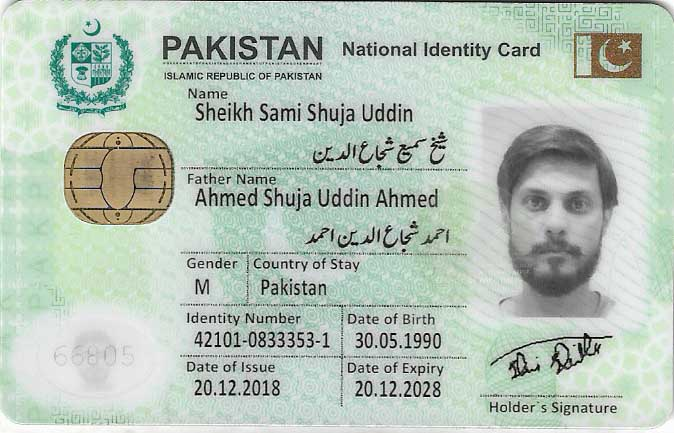 PAKISTAN National Identity Card
ISLAMIC REPUBLIC OF PAKISTAN
Name
Sheikh Sami Shuja Uddin
شیخ سمیع شجاع الدین
Father Name
Ahmed Shuja Uddin Ahmed
احمد شجاع الدین احمد
Gender Country of Stay
M Pakistan
Identity Number Date of Birth
42101-0833353-1 30.05.1990
Date of Issue Date of Expiry
20.12.2018 20.12.2028
66805
Holder`s Signature